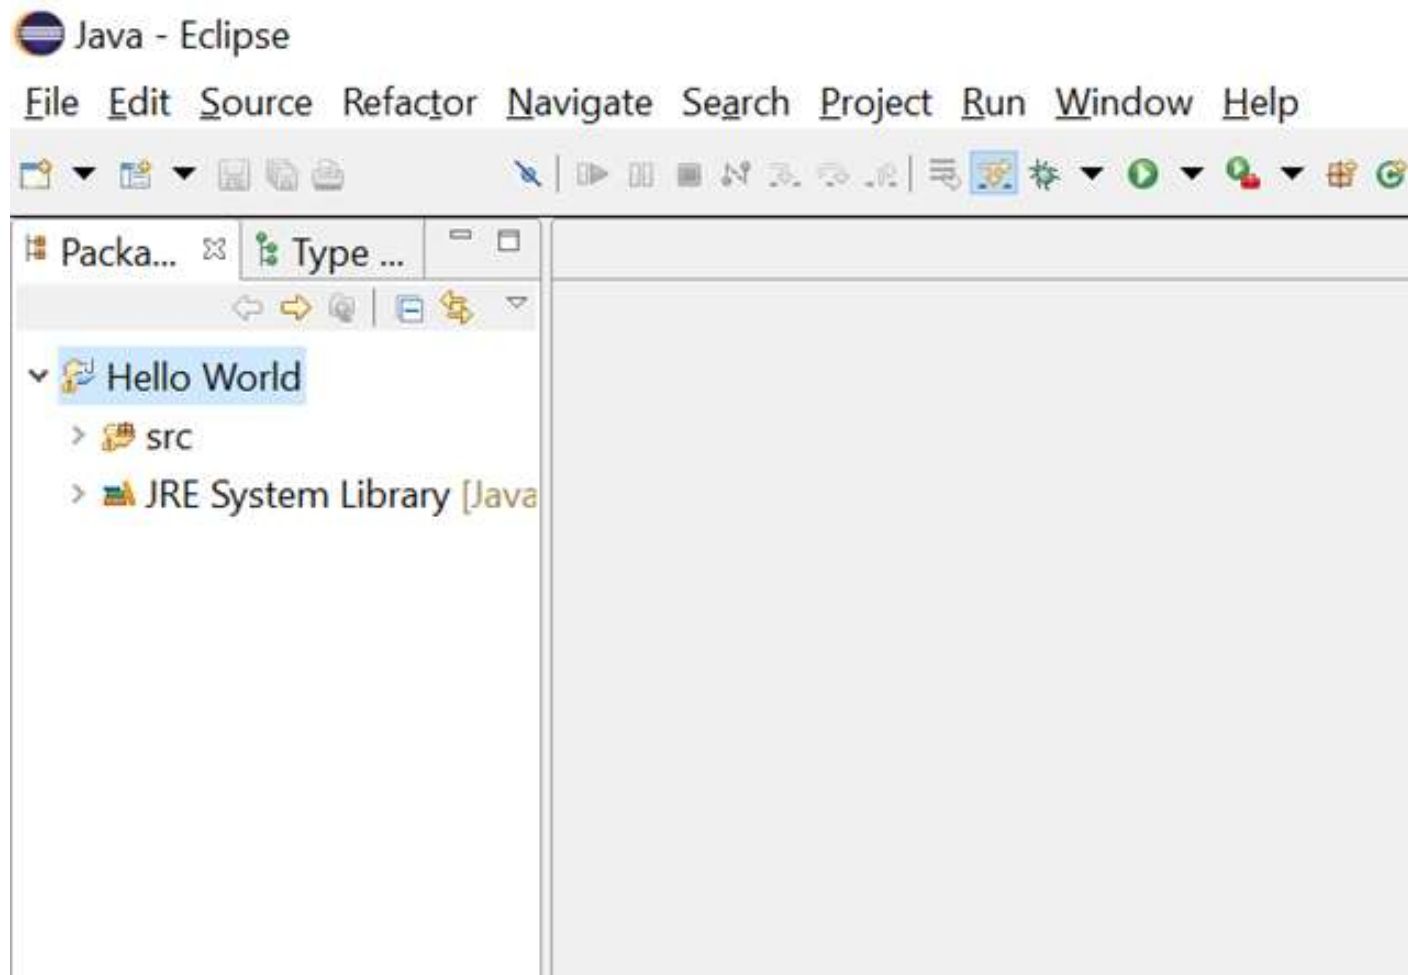 Java - Eclipse
File Edit Source Refactor Navigate Search Project Run Window Help
Packa... Type ...
Hello World
src
JRE System Library [Java